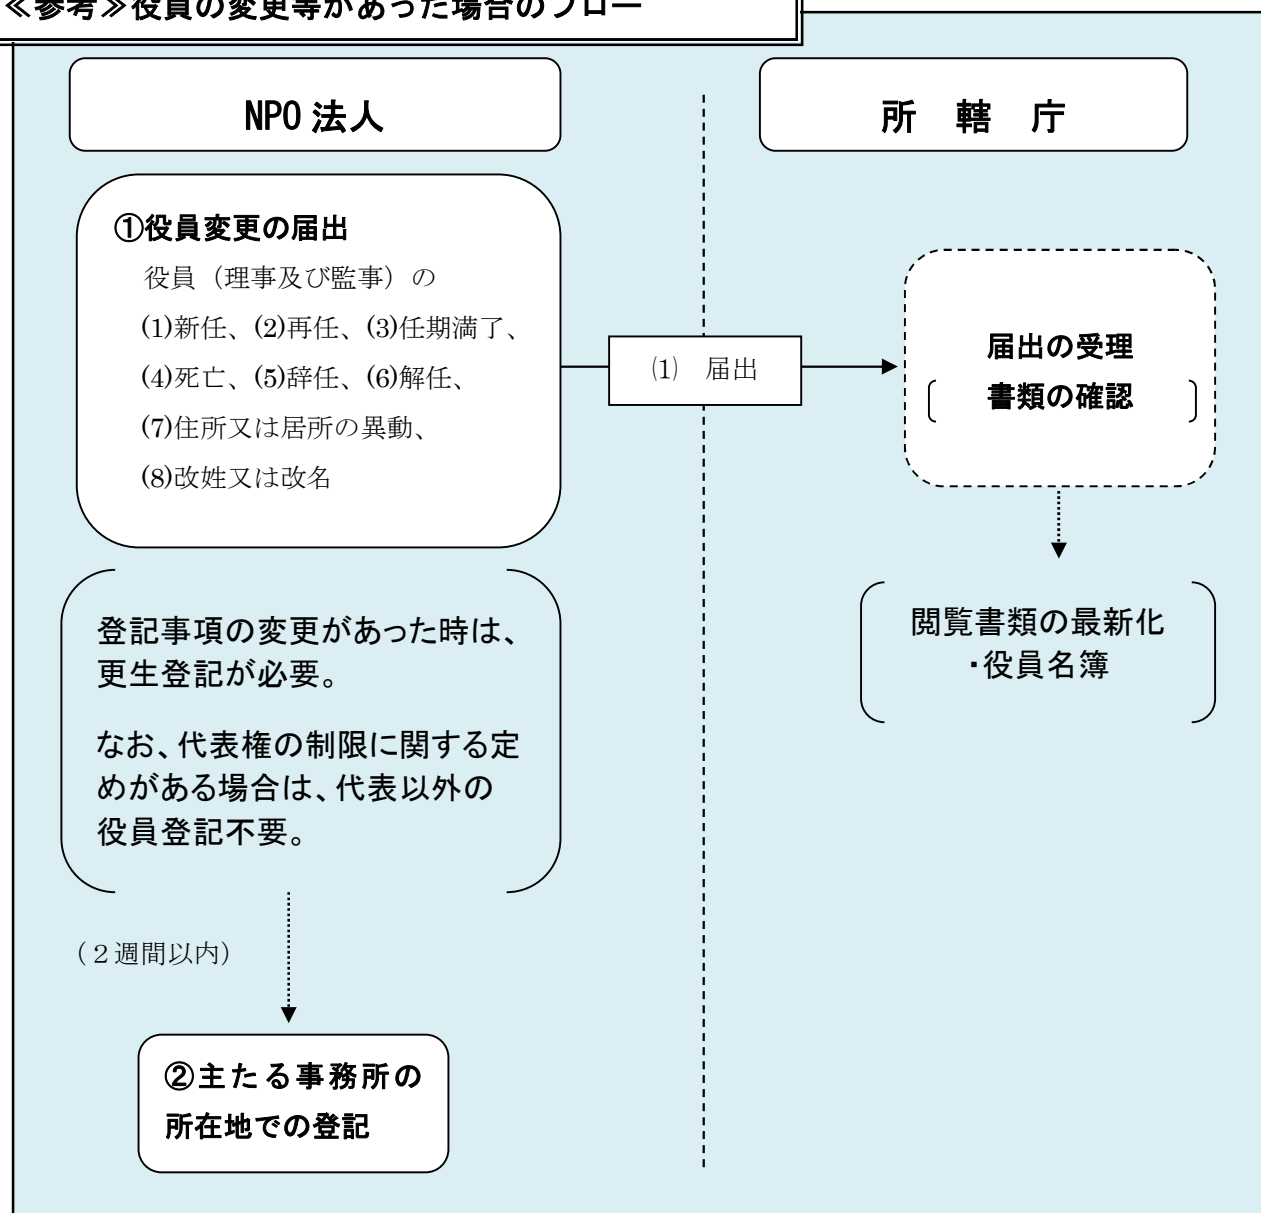 ≪参考≫役員の変更等があった場合のフロー
NPO 法人
所 轄 庁
①役員変更の届出
役員（理事及び監事）の
(1)新任、(2)再任、(3)任期満了、
(4)死亡、(5)辞任、(6)解任、
(7)住所又は居所の異動、
(8)改姓又は改名
⑴ 届出
届出の受理
書類の確認
登記事項の変更があった時は、
更生登記が必要。
なお、代表権の制限に関する定
めがある場合は、代表以外の
役員登記不要。
閲覧書類の最新化
・役員名簿
（２週間以内）
②主たる事務所の
所在地での登記